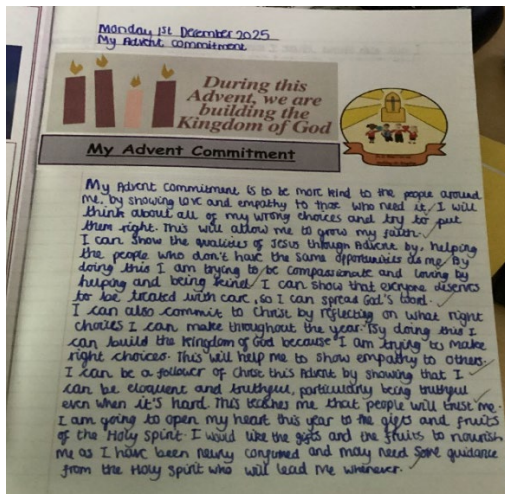 Monday 1st December 2025
My Advent commitment
During this
Advent, we are
building the
Kingdom of God
My Advent Commitment
My Advent commitment is to be more kind to the people around
me, by showing love and empathy to those who need it. I will
think about all of my wrong choices and try to put
them right. This will allow me to grow my faith.
I can show the qualities of Jesus through Advent by, helping
the people who don't have the same opportunities as me. By
doing this I am trying to be compassionate and loving by
helping and being kind. I can show that everyone deserves
to be treated with care, so I can spread God's
I can also commit to Christ by reflecting on what right
choices I can make throughout the year. By doing this I
can build the Kingdom of God because I am trying to make
right choices. This will help me to show empathy to others.
I can be a follower of Christ this Advent by showing that I
can be eloquent and truthful, particularly being truthful
even when it's hard. This teaches me that people will trust me.
I am going to open my heart this year to the gifts and fruits
of the Holy Spirit. I would like the gifts and the fruits to nourish
me as I have been newly confirmed and may need some guidance
from the Holy Spirit who will lead me whenever.